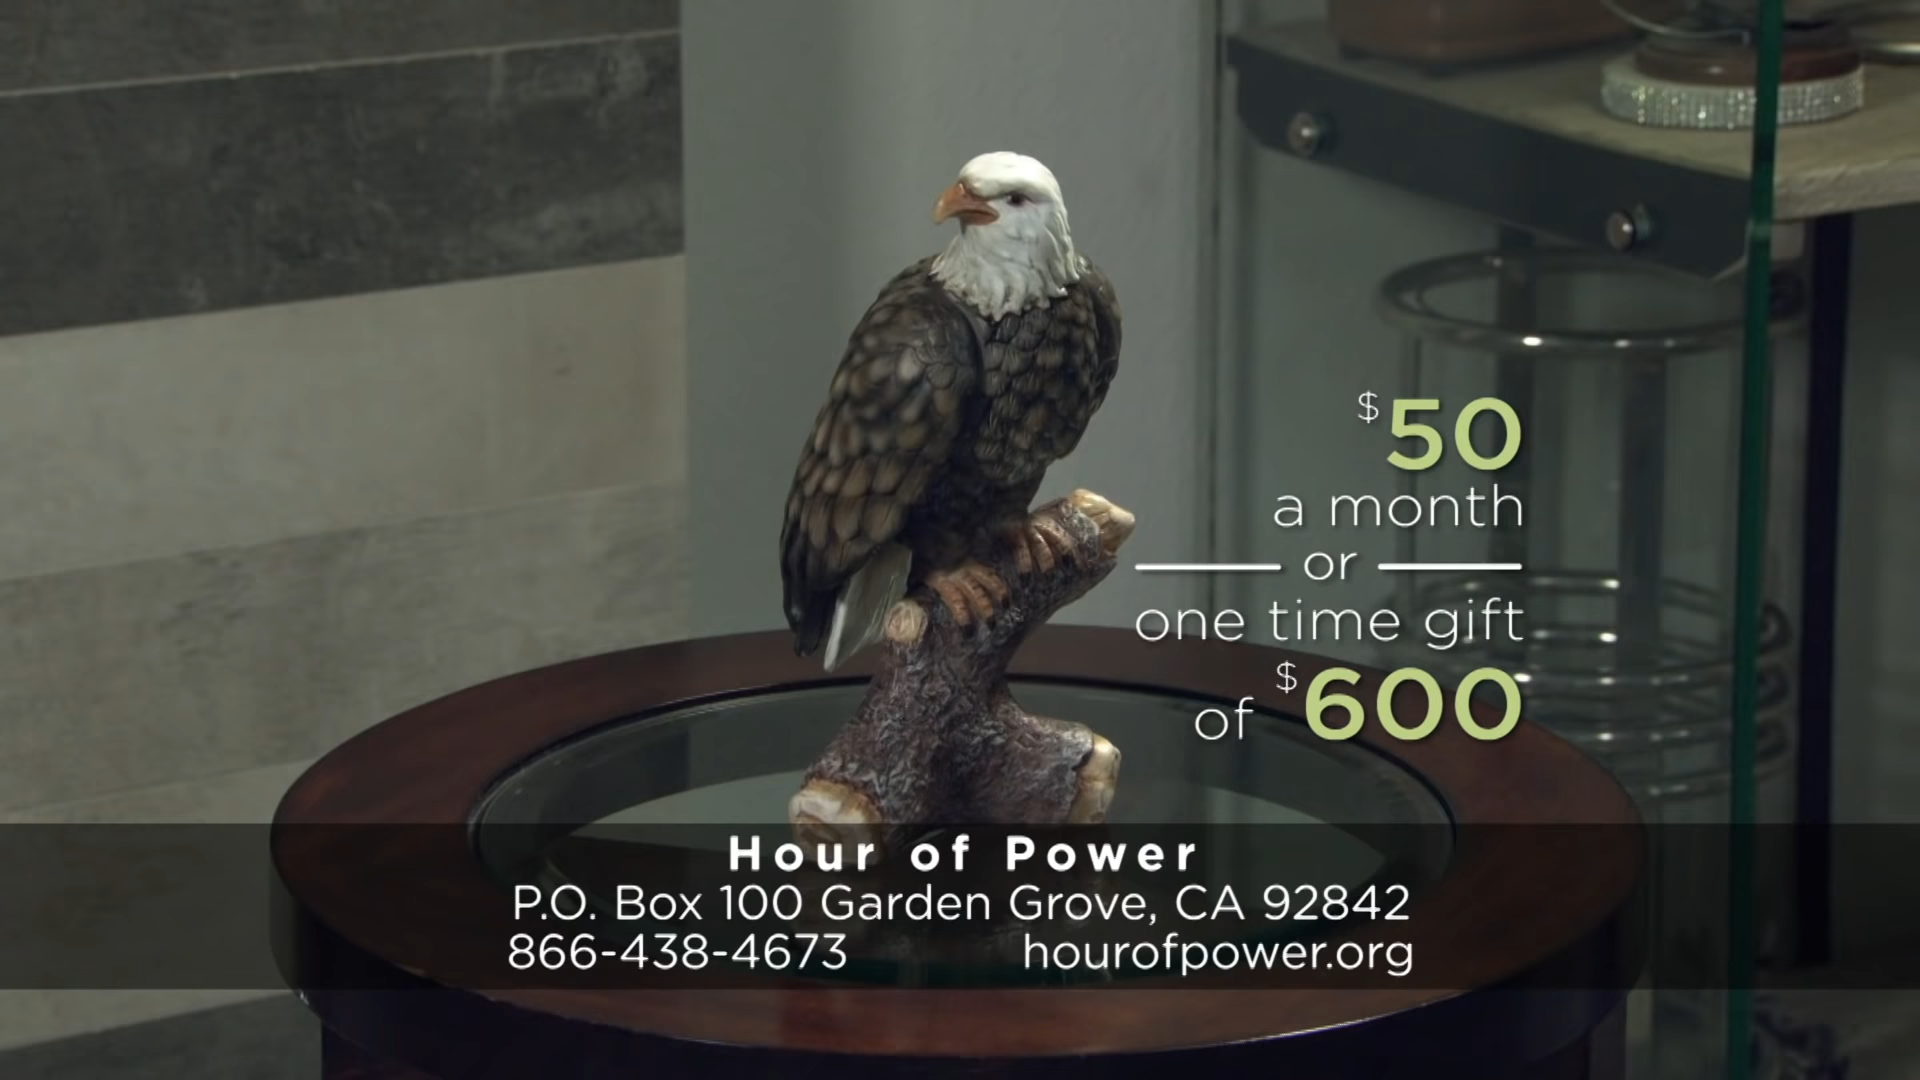 $50
a month
or
one time gift
of $600
Hour of Power
P.O. Box 100 Garden Grove, CA 92842
866-438-4673 hourofpower.org